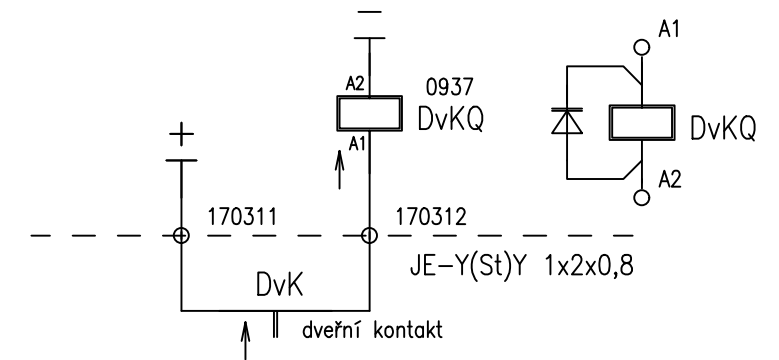 −
A1
A2
0937
DvKQ
DvKQ
+
A1
A2
170311
170312
JE-Y(St)Y 1x2x0,8
DvK
dveřní kontakt